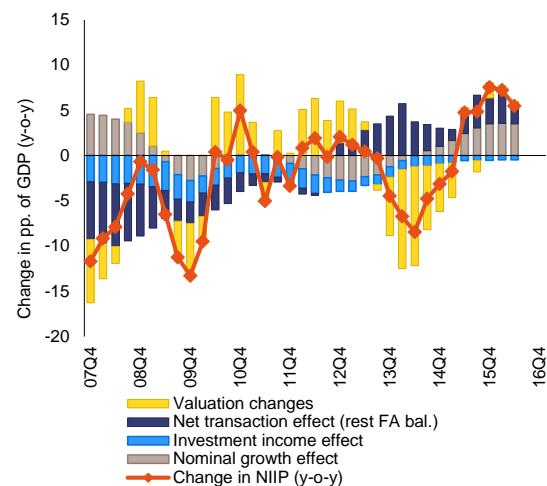 Change in pp. of GDP (y-o-y)
15
10
5
0
-5
-10
-15
-20
07Q4
08Q4
09Q4
10Q4
11Q4
12Q4
13Q4
14Q4
15Q4
16Q4
Valuation changes
Net transaction effect (rest FA bal.)
Investment income effect
Nominal growth effect
Change in NIIP (y-o-y)